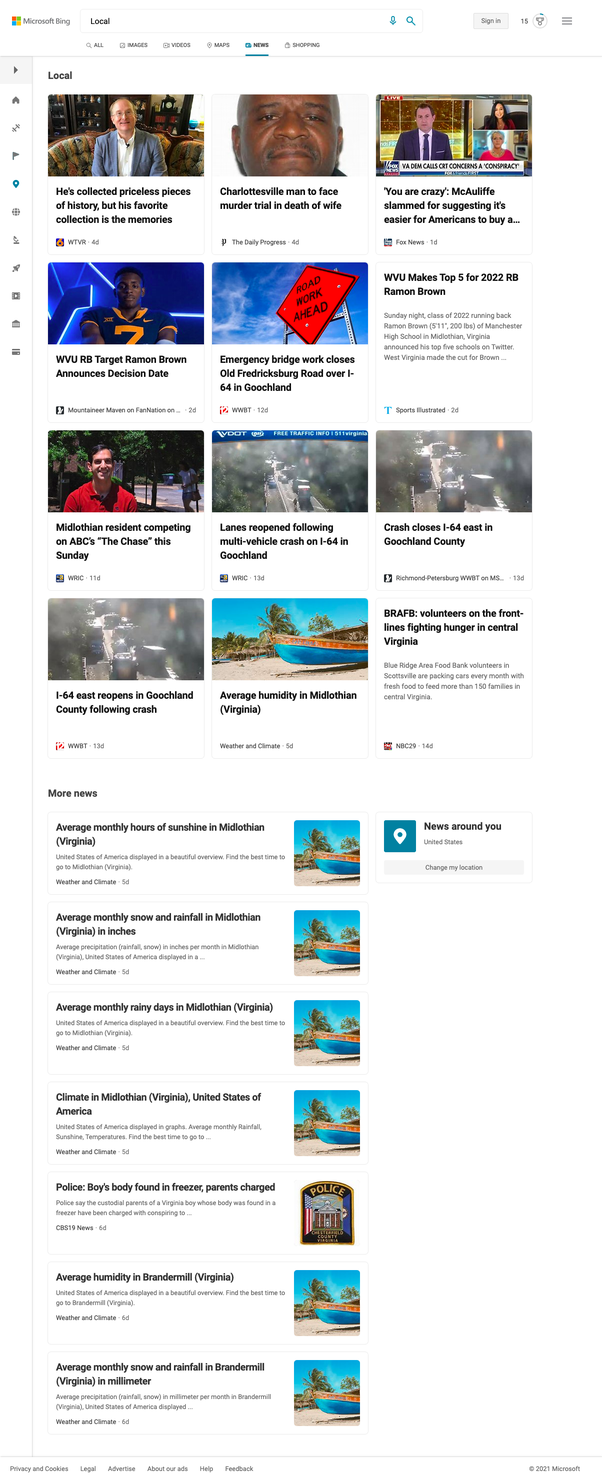 Microsoft Bing
Local
Sign in
15
ALL
IMAGES
VIDEOS
MAPS
NEWS
SHOPPING
Local
He's collected priceless pieces
of history, but his favorite
collection is the memories
WTVR · 4d
Charlottesville man to face
murder trial in death of wife
The Daily Progress · 4d
LIVE
VA DEM CALLS CRT CONCERNS A "CONSPIRACY"
'You are crazy': McAuliffe
slammed for suggesting it's
easier for Americans to buy a...
Fox News · 1d
7
WVU RB Target Ramon Brown
Announces Decision Date
Mountaineer Maven on FanNation on ... · 2d
ROAD
WORK
AHEAD
Emergency bridge work closes
Old Fredricksburg Road over I-
64 in Goochland
WWBT · 12d
WVU Makes Top 5 for 2022 RB
Ramon Brown
Sunday night, class of 2022 running back
Ramon Brown (5'11", 200 lbs) of Manchester
High School in Midlothian, Virginia
announced his top five schools on Twitter.
West Virginia made the cut for Brown ...
Sports Illustrated · 2d
Midlothian resident competing
on ABC's “The Chase” this
Sunday
WRIC · 11d
VDOT 511 FREE TRAFFIC INFO | 511virginia
Lanes reopened following
multi-vehicle crash on I-64 in
Goochland
WRIC · 13d
Crash closes I-64 east in
Goochland County
Richmond-Petersburg WWBT on MS... · 13d
I-64 east reopens in Goochland
County following crash
WWBT · 13d
Average humidity in Midlothian
(Virginia)
Weather and Climate · 5d
BRAFB: volunteers on the front-
lines fighting hunger in central
Virginia
Blue Ridge Area Food Bank volunteers in
Scottsville are packing cars every month with
fresh food to feed more than 150 families in
central Virginia.
NBC29 · 14d
More news
Average monthly hours of sunshine in Midlothian
(Virginia)
United States of America displayed in a beautiful overview. Find the best time to
go to Midlothian (Virginia).
Weather and Climate · 5d
News around you
United States
Change my location
Average monthly snow and rainfall in Midlothian
(Virginia) in inches
Average precipitation (rainfall, snow) in inches per month in Midlothian
(Virginia), United States of America displayed in a ...
Weather and Climate · 5d
Average monthly rainy days in Midlothian (Virginia)
United States of America displayed in a beautiful overview. Find the best time to
go to Midlothian (Virginia).
Weather and Climate · 5d
Climate in Midlothian (Virginia), United States of
America
United States of America displayed in graphs. Average monthly Rainfall,
Sunshine, Temperatures. Find the best time to go to ...
Weather and Climate · 5d
Police: Boy's body found in freezer, parents charged
Police say the custodial parents of a Virginia boy whose body was found in a
freezer have been charged with conspiring to ...
CBS19 News · 6d
POLICE
CHESTERFIELD
COUNTY
VIRGINIA
Average humidity in Brandermill (Virginia)
United States of America displayed in a beautiful overview. Find the best time to
go to Brandermill (Virginia).
Weather and Climate · 6d
Average monthly snow and rainfall in Brandermill
(Virginia) in millimeter
Average precipitation (rainfall, snow) in millimeter per month in Brandermill
(Virginia), United States of America displayed ...
Weather and Climate · 6d
Privacy and Cookies
Legal
Advertise
About our ads
Help
Feedback
© 2021 Microsoft